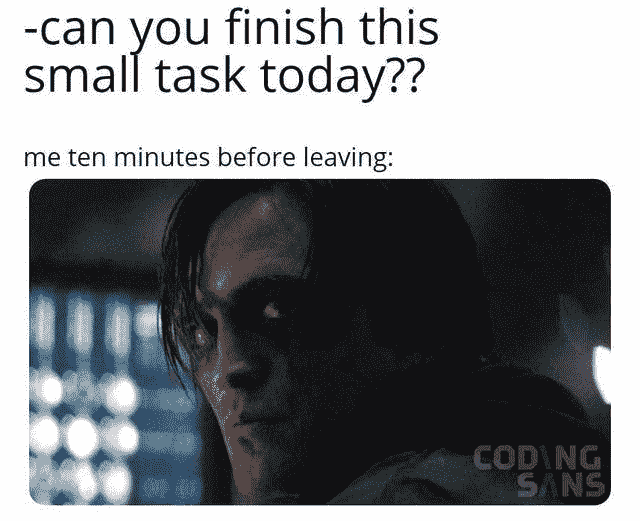 -can you finish this
small task today??
me ten minutes before leaving:
CODING
SANS